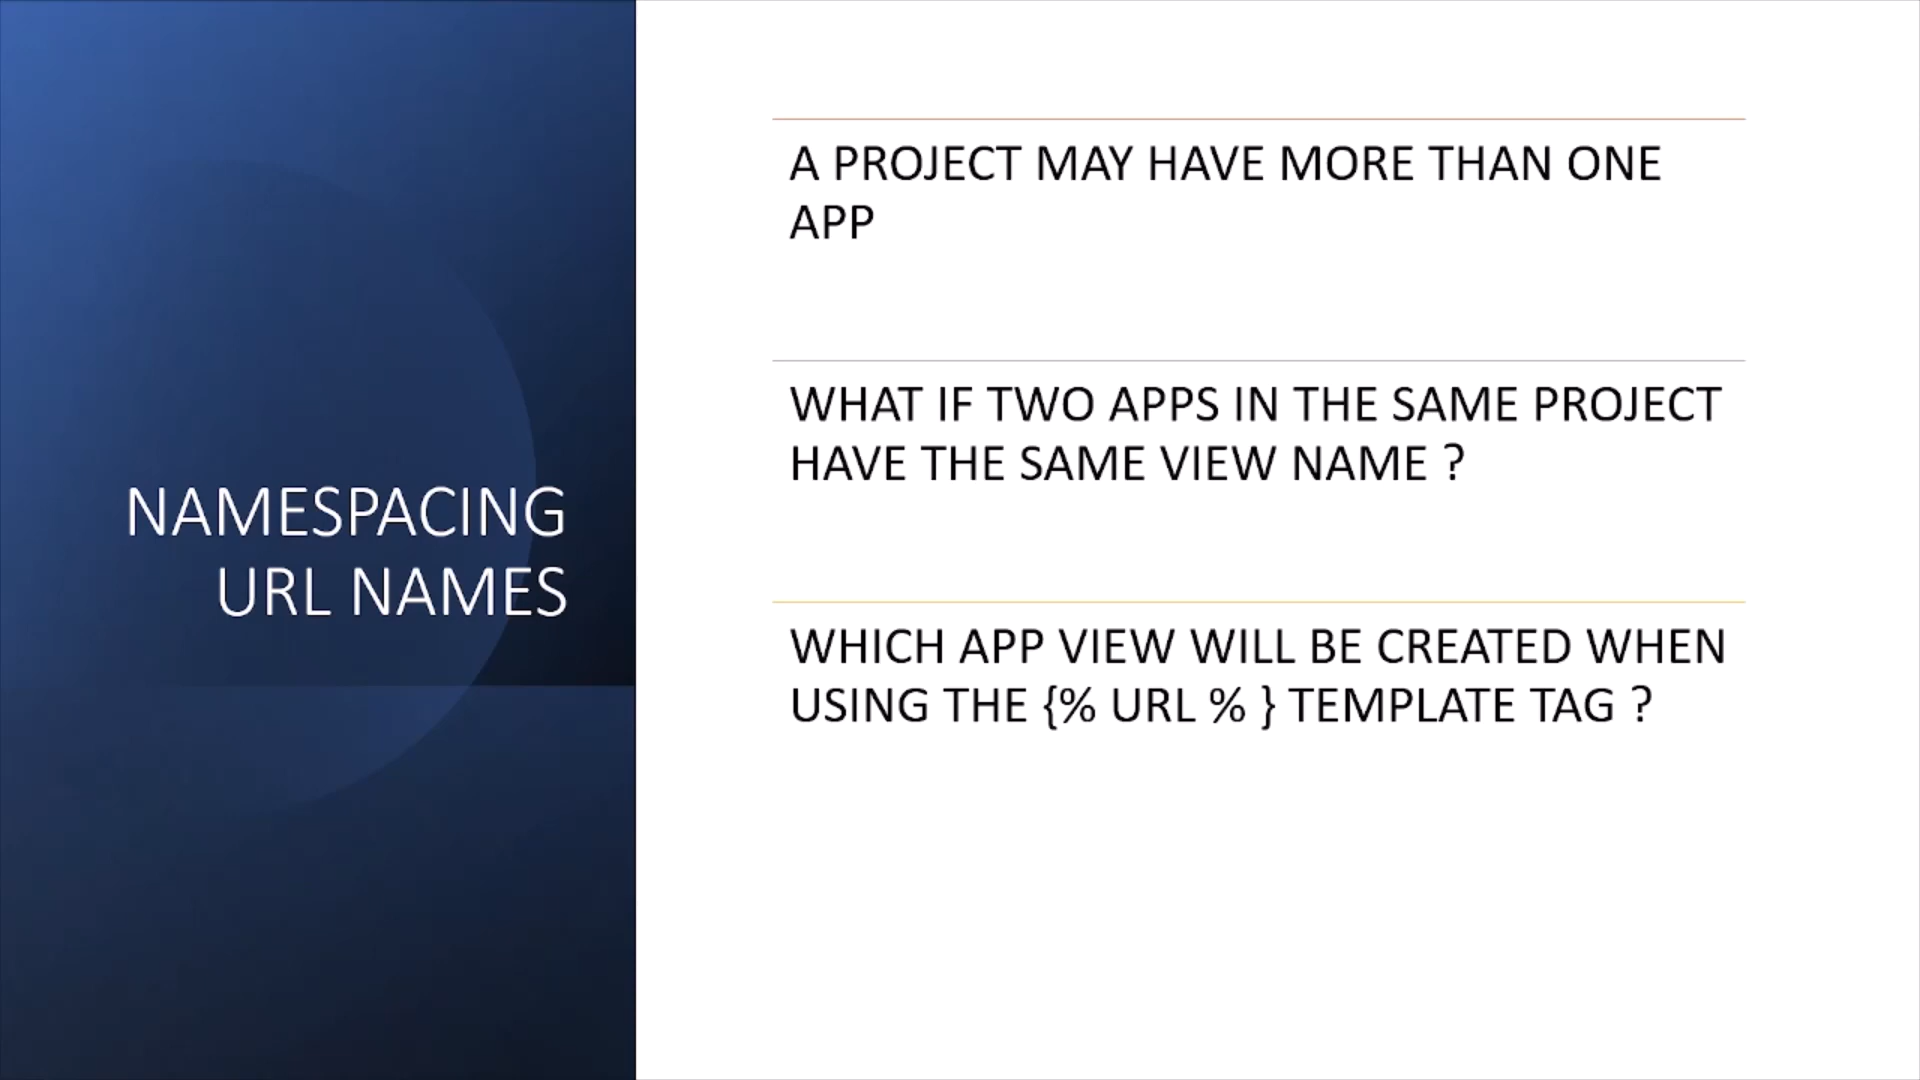 NAMESPACING
URL NAMES
A PROJECT MAY HAVE MORE THAN ONE
APP
WHAT IF TWO APPS IN THE SAME PROJECT
HAVE THE SAME VIEW NAME ?
WHICH APP VIEW WILL BE CREATED WHEN
USING THE {% URL % } TEMPLATE TAG ?